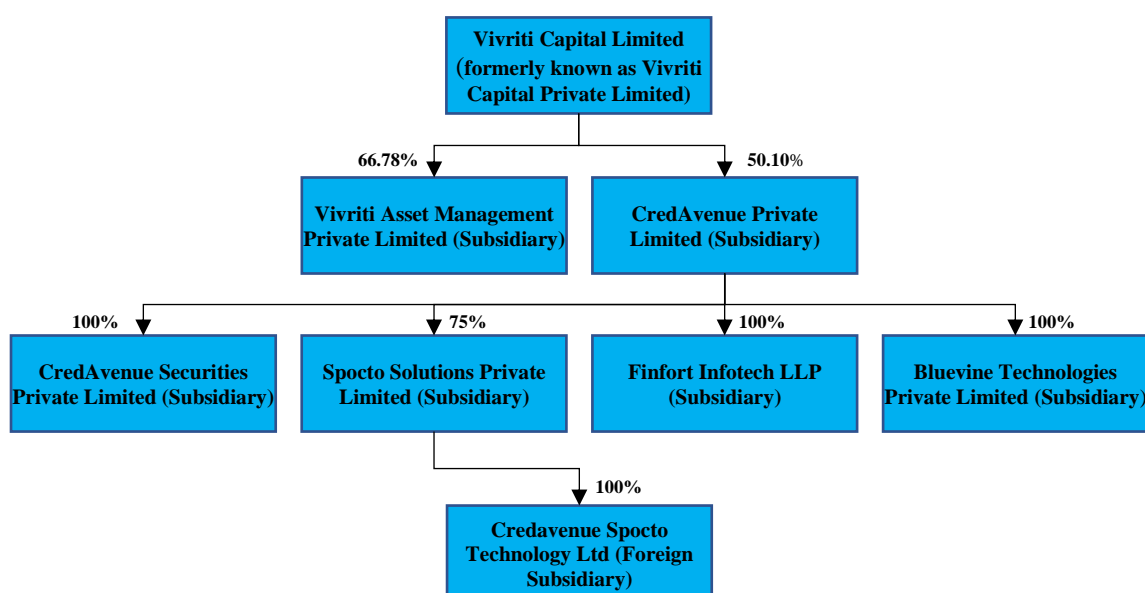 Vivriti Capital Limited
(formerly known as Vivriti
Capital Private Limited)
66.78%
50.10%
Vivriti Asset Management
Private Limited (Subsidiary)
CredAvenue Private
Limited (Subsidiary)
100%
75%
100%
100%
CredAvenue Securities
Private Limited (Subsidiary)
Spocto Solutions Private
Limited (Subsidiary)
Finfort Infotech LLP
(Subsidiary)
Bluevine Technologies
Private Limited (Subsidiary)
100%
Credavenue Spocto
Technology Ltd (Foreign
Subsidiary)